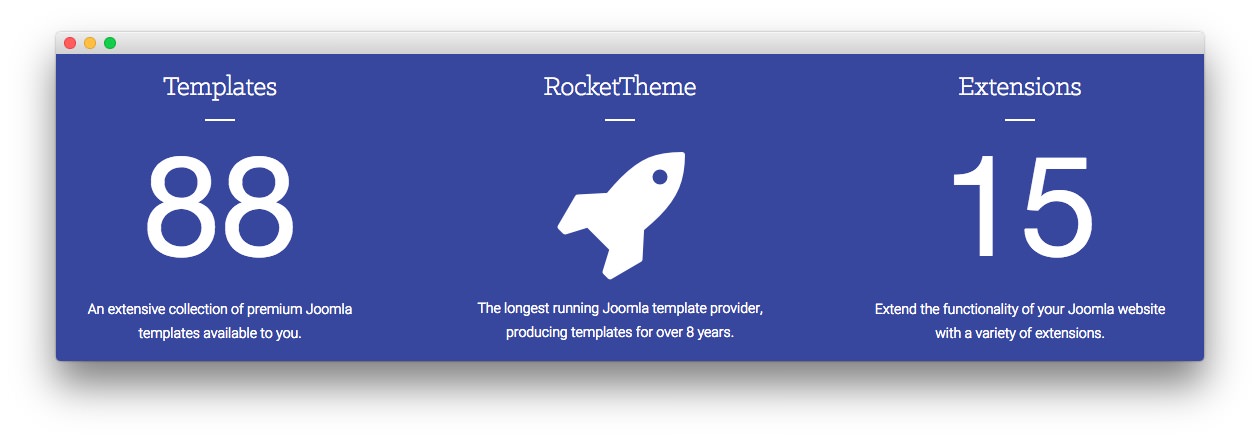 Templates
88
An extensive collection of premium Joomla
templates available to you.
RocketTheme
The longest running Joomla template provider,
producing templates for over 8 years.
Extensions
15
Extend the functionality of your Joomla website
with a variety of extensions.